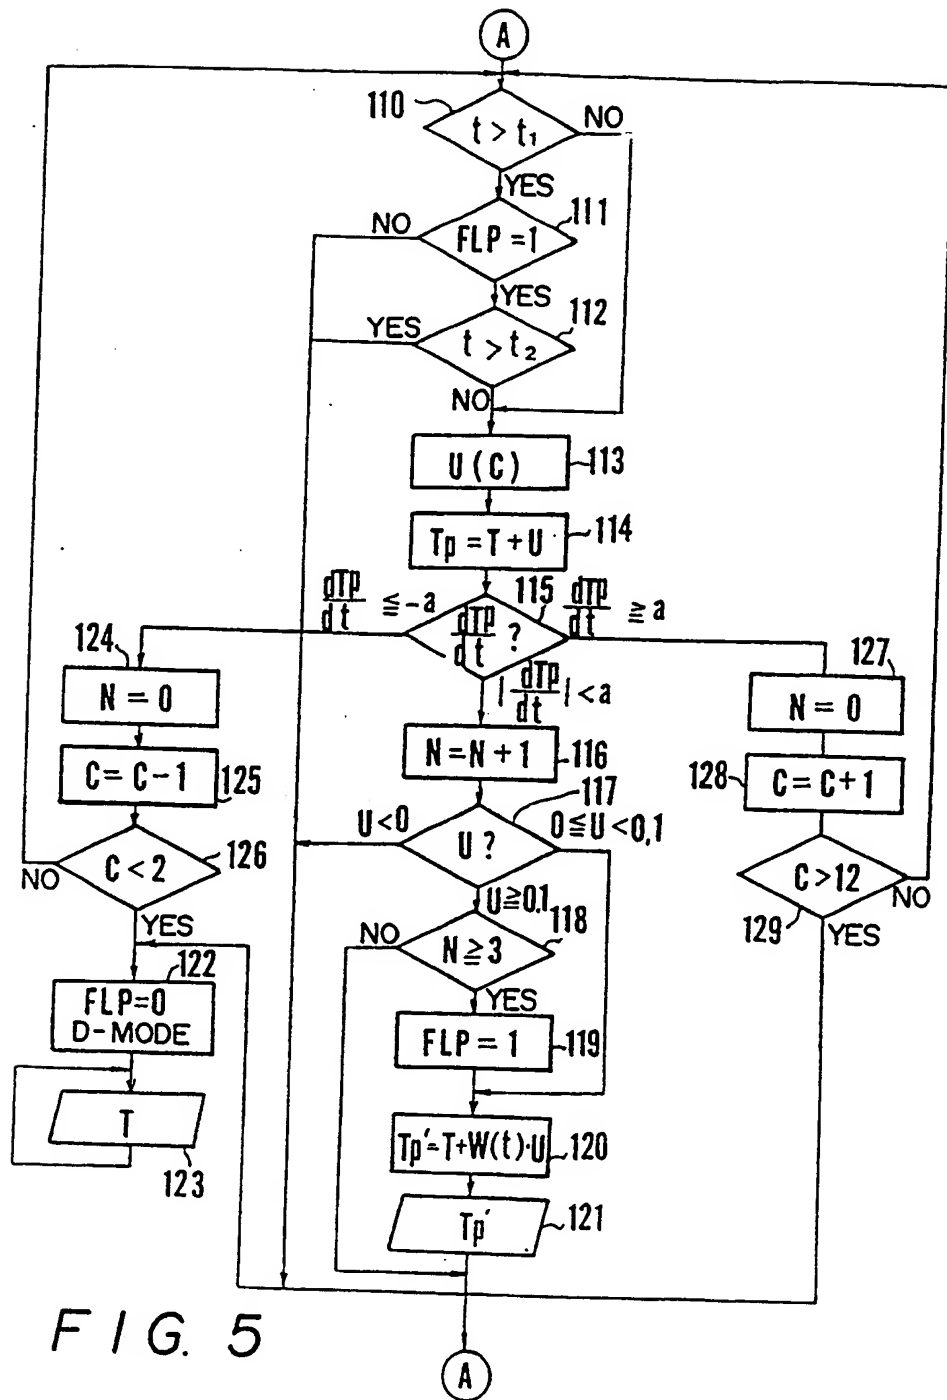 A
110
t > t1
NO
YES
111
FLP = 1
NO
YES
112
t > t2
YES
NO
U (C)
113
Tp = T + U
114
dTp/dt ≦ -a
115
dTp/dt ≧ a
dTp/dt ?
| dTp/dt | < a
124
N = 0
127
N = 0
N = N + 1
116
C = C - 1
125
128
C = C + 1
117
U < 0
0 ≦ U < 0,1
U ?
C < 2
126
NO
YES
C > 12
129
NO
YES
U ≧ 0,1
118
NO
N ≧ 3
YES
122
FLP=0
D-MODE
FLP = 1
119
T
123
Tp' = T+W(t)·U
120
Tp'
121
FIG. 5
A